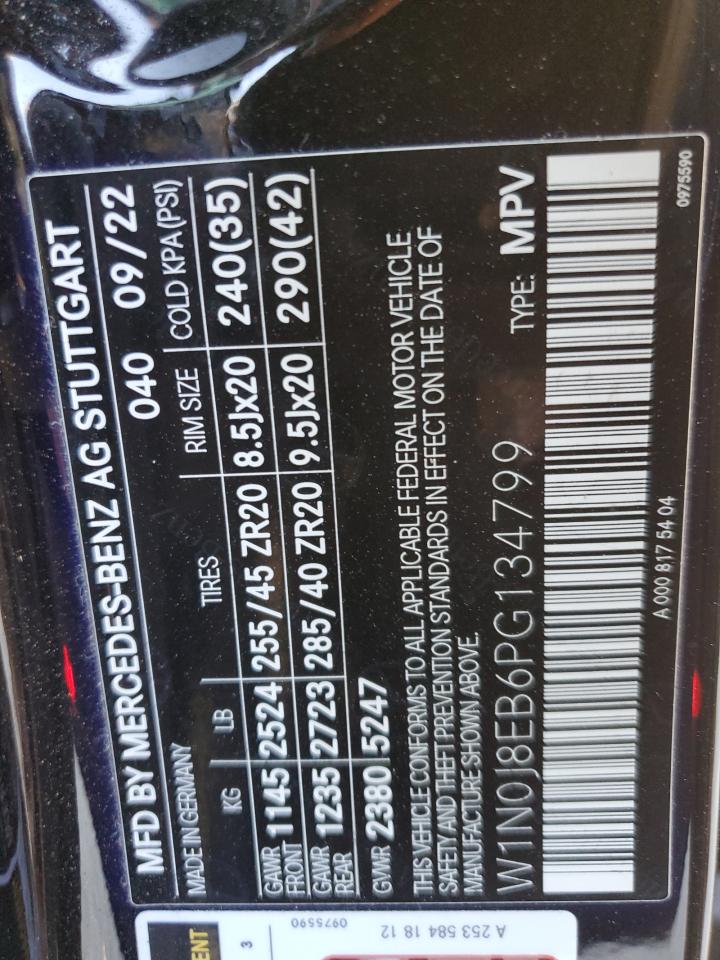 MFD BY MERCEDES-BENZ AG STUTTGART
MADE IN GERMANY 040 09/22
KG LB TIRES RIM SIZE COLD KPA(PSI)
GAWR FRONT 1145 2524 255/45 ZR20 8.5Jx20 240(35)
GAWR REAR 1235 2723 285/40 ZR20 9.5Jx20 290(42)
GVWR 2380 5247
THIS VEHICLE CONFORMS TO ALL APPLICABLE FEDERAL MOTOR VEHICLE
SAFETY AND THEFT PREVENTION STANDARDS IN EFFECT ON THE DATE OF
MANUFACTURE SHOWN ABOVE.
W1N0J8EB6PG134799 TYPE: MPV
A 000 817 54 04 0975590
A 253 584 18 12 0975590
3